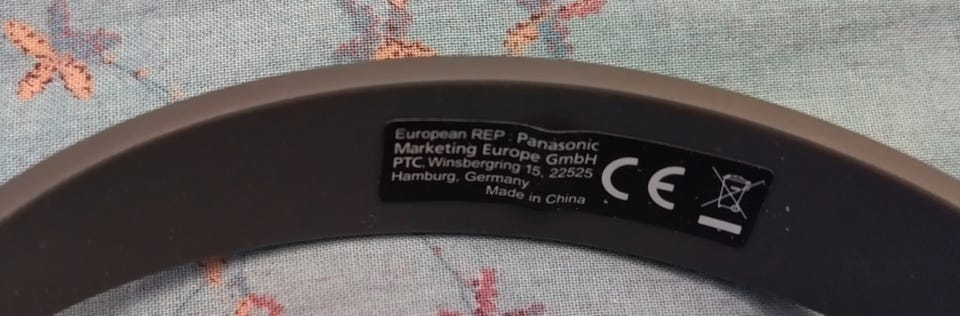 European REP : Panasonic
Marketing Europe GmbH
PTC, Winsbergring 15, 22525
Hamburg, Germany
Made in China
CE